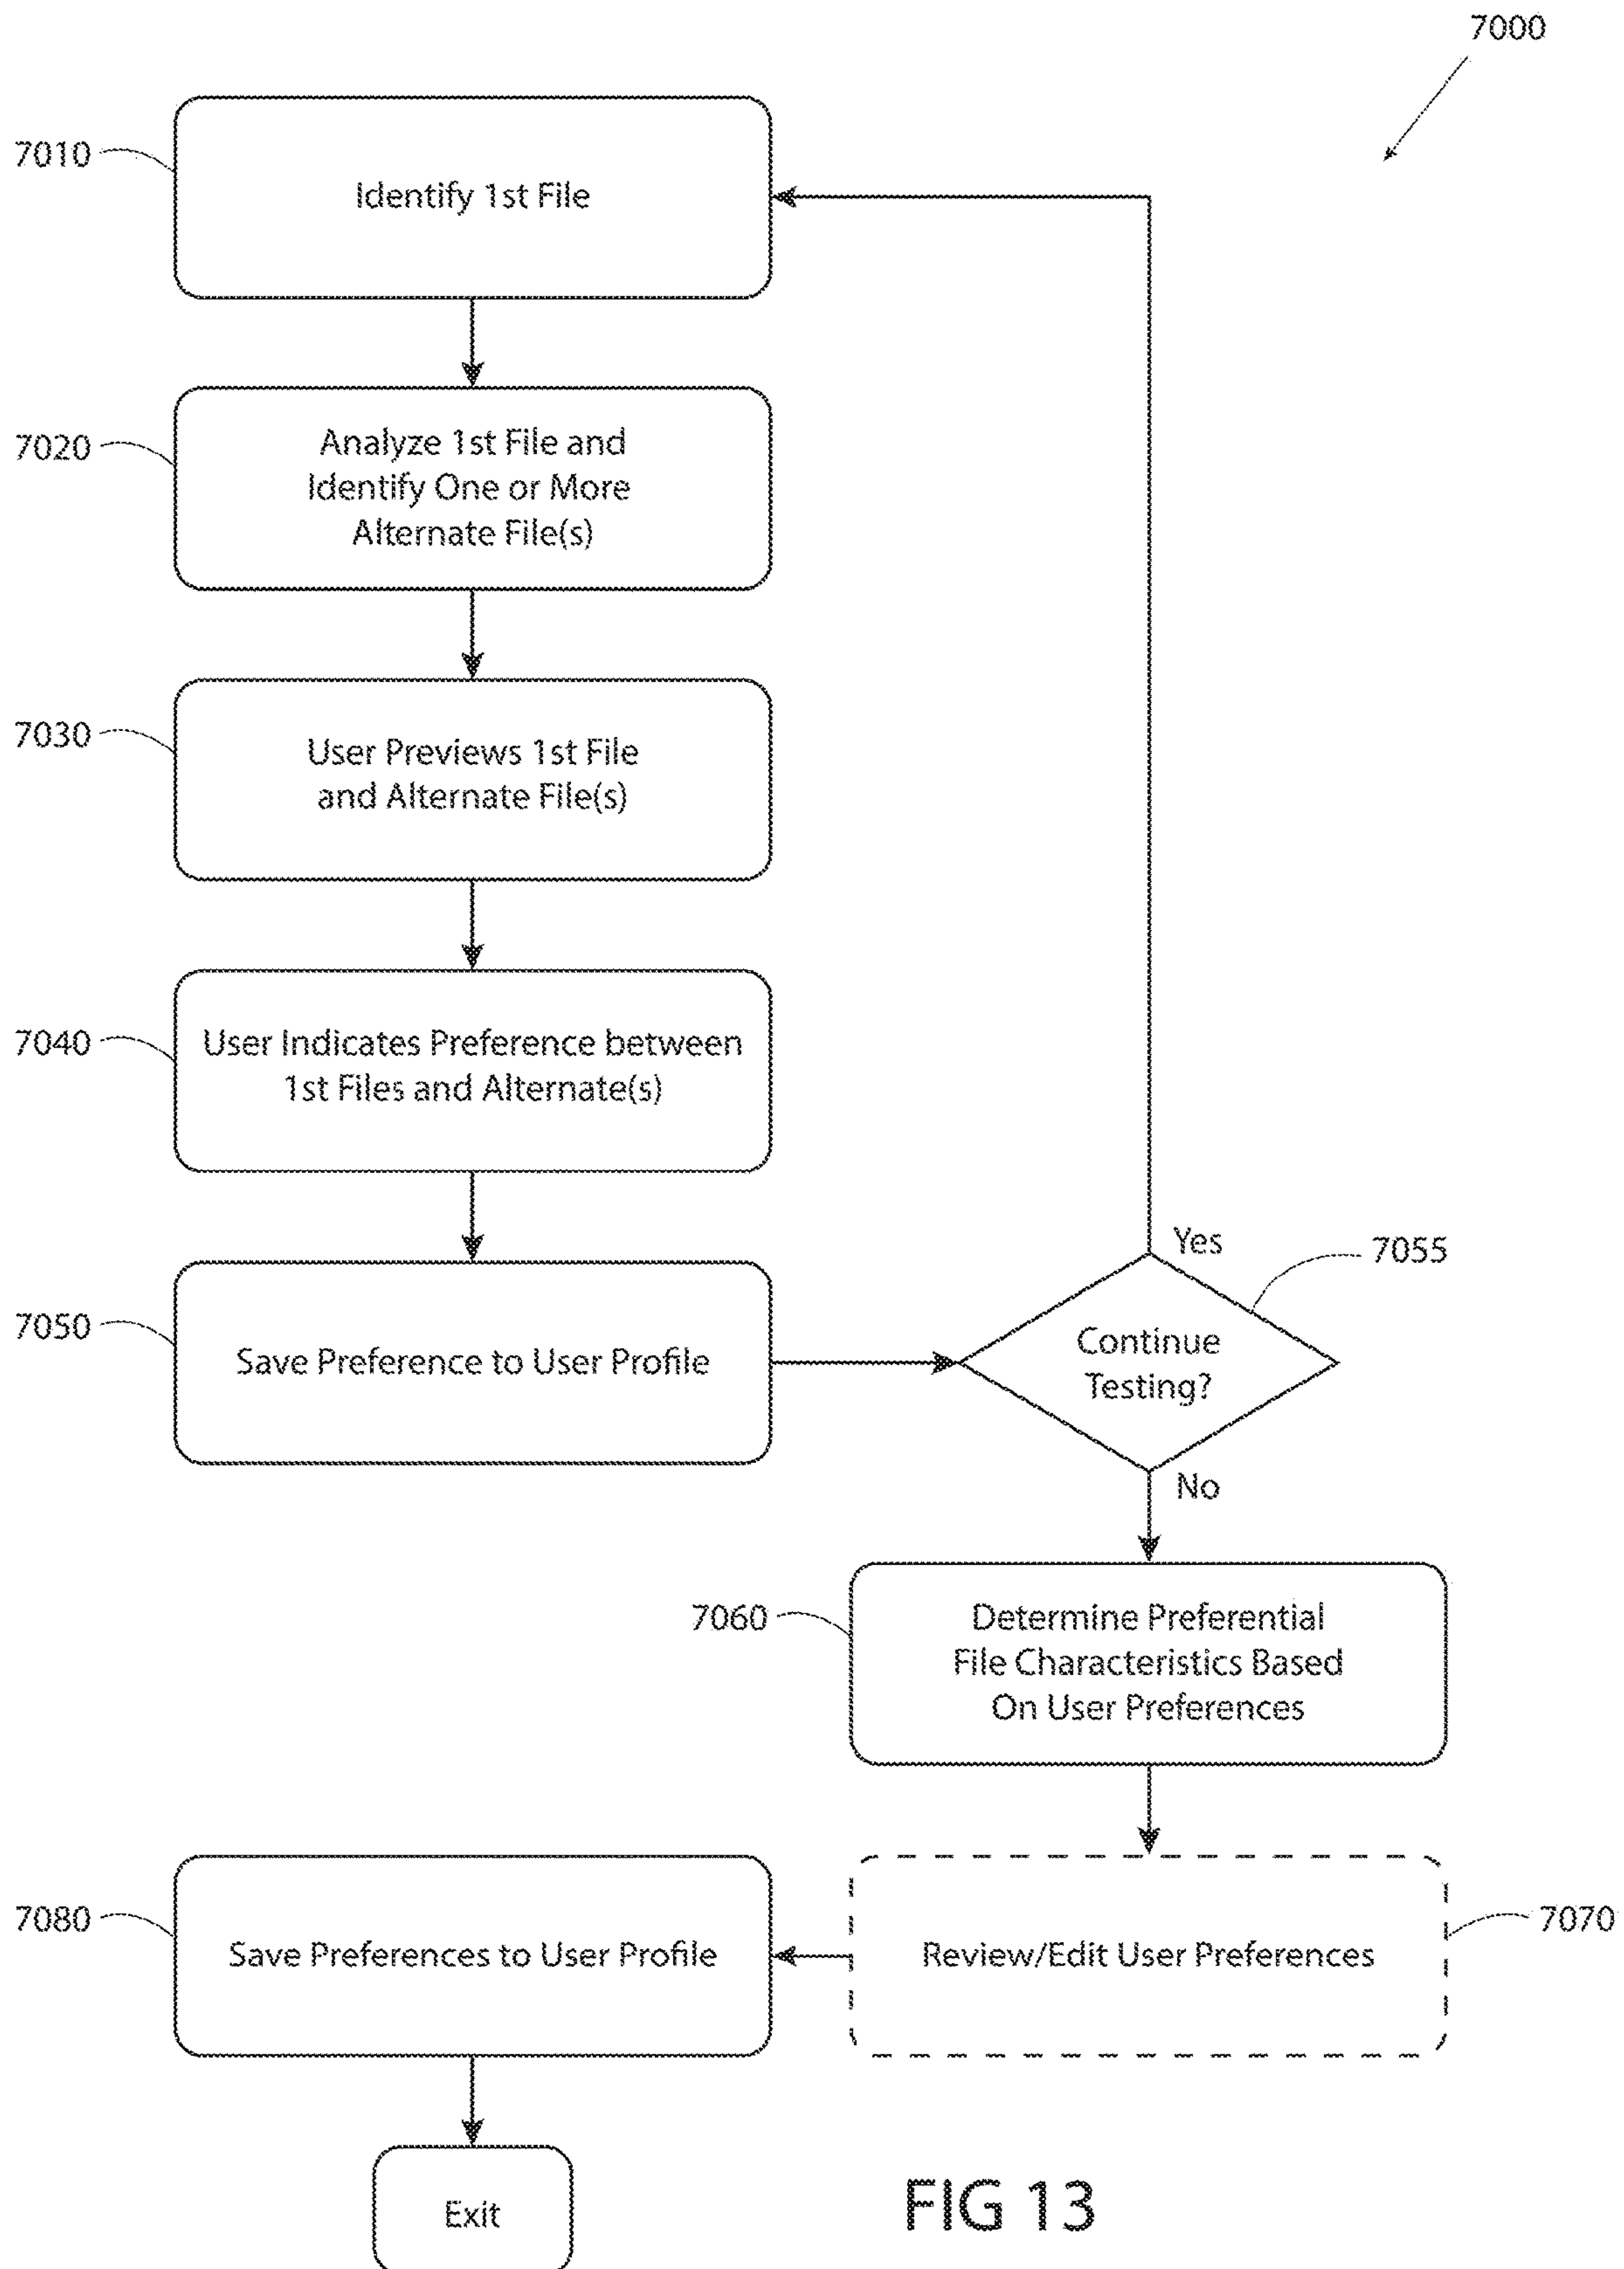 7000
7010
Identify 1st File
7020
Analyze 1st File and
Identify One or More
Alternate File(s)
7030
User Previews 1st File
and Alternate File(s)
7040
User Indicates Preference between
1st Files and Alternate(s)
7050
Save Preference to User Profile
Yes
7055
Continue
Testing?
No
7060
Determine Preferential
File Characteristics Based
On User Preferences
7070
Review/Edit User Preferences
7080
Save Preferences to User Profile
Exit
FIG 13